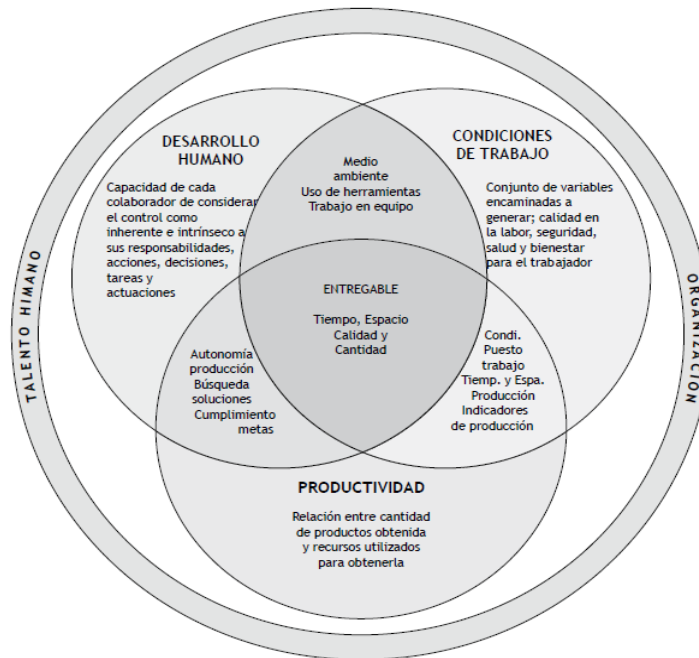 DESARROLLO
HUMANO
Capacidad de cada
colaborador de considerar
el control como
inherente e intrínseco a
sus responsabilidades,
acciones, decisiones,
tareas y
actuaciones
Medio
ambiente
Uso de herramientas
Trabajo en equipo
CONDICIONES
DE TRABAJO
Conjunto de variables
encaminadas a
generar; calidad en
la labor, seguridad,
salud y bienestar
para el trabajador
TALENTO HIMANO
ENTREGABLE
Tiempo, Espacio
Calidad y
Cantidad
ORGANIZACIÓN
Autonomía
producción
Búsqueda
soluciones
Cumplimiento
metas
Condi.
Puesto
trabajo
Tiemp. y Espa.
Producción
Indicadores
de producción
PRODUCTIVIDAD
Relación entre cantidad
de productos obtenida
y recursos utilizados
para obtenerla